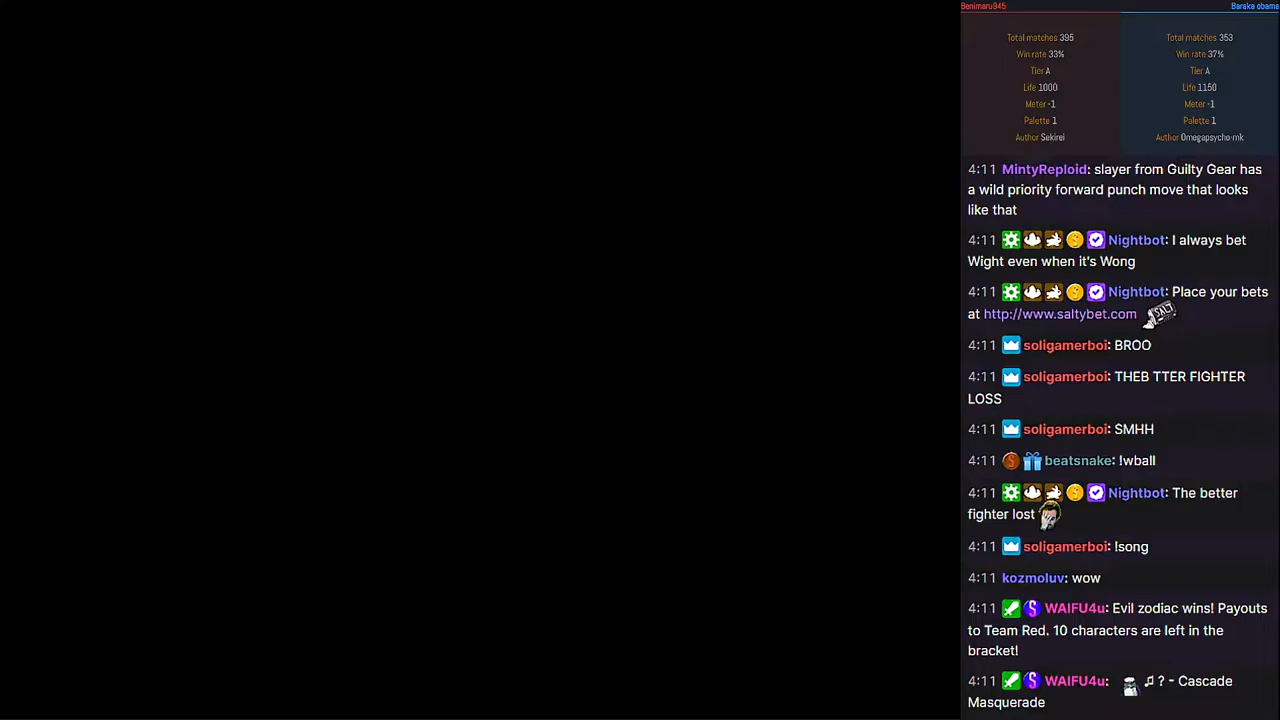 Benimaru945 Baraka obama
Total matches 395 Total matches 353
Win rate 33% Win rate 37%
Tier A Tier A
Life 1000 Life 1150
Meter -1 Meter -1
Palette 1 Palette 1
Author Sekirei Author Omegapsycho-mk
4:11 MintyReploid: slayer from Guilty Gear has
a wild priority forward punch move that looks
like that
4:11 Nightbot: I always bet
Wight even when it's Wong
4:11 Nightbot: Place your bets
at http://www.saltybet.com SALT
4:11 soligamerboi: BROO
4:11 soligamerboi: THEB TTER FIGHTER
LOSS
4:11 soligamerboi: SMHH
4:11 beatsnake: !wball
4:11 Nightbot: The better
fighter lost
4:11 soligamerboi: !song
4:11 kozmoluv: wow
4:11 WAIFU4u: Evil zodiac wins! Payouts
to Team Red. 10 characters are left in the
bracket!
4:11 WAIFU4u: ♫ ? - Cascade
Masquerade